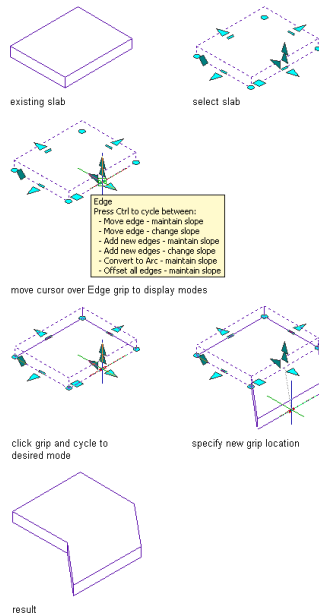 existing slab
select slab
Edge
Press Ctrl to cycle between:
- Move edge - maintain slope
- Move edge - change slope
- Add new edges - maintain slope
- Add new edges - change slope
- Convert to Arc - maintain slope
- Offset all edges - maintain slope
move cursor over Edge grip to display modes
click grip and cycle to
desired mode
specify new grip location
result